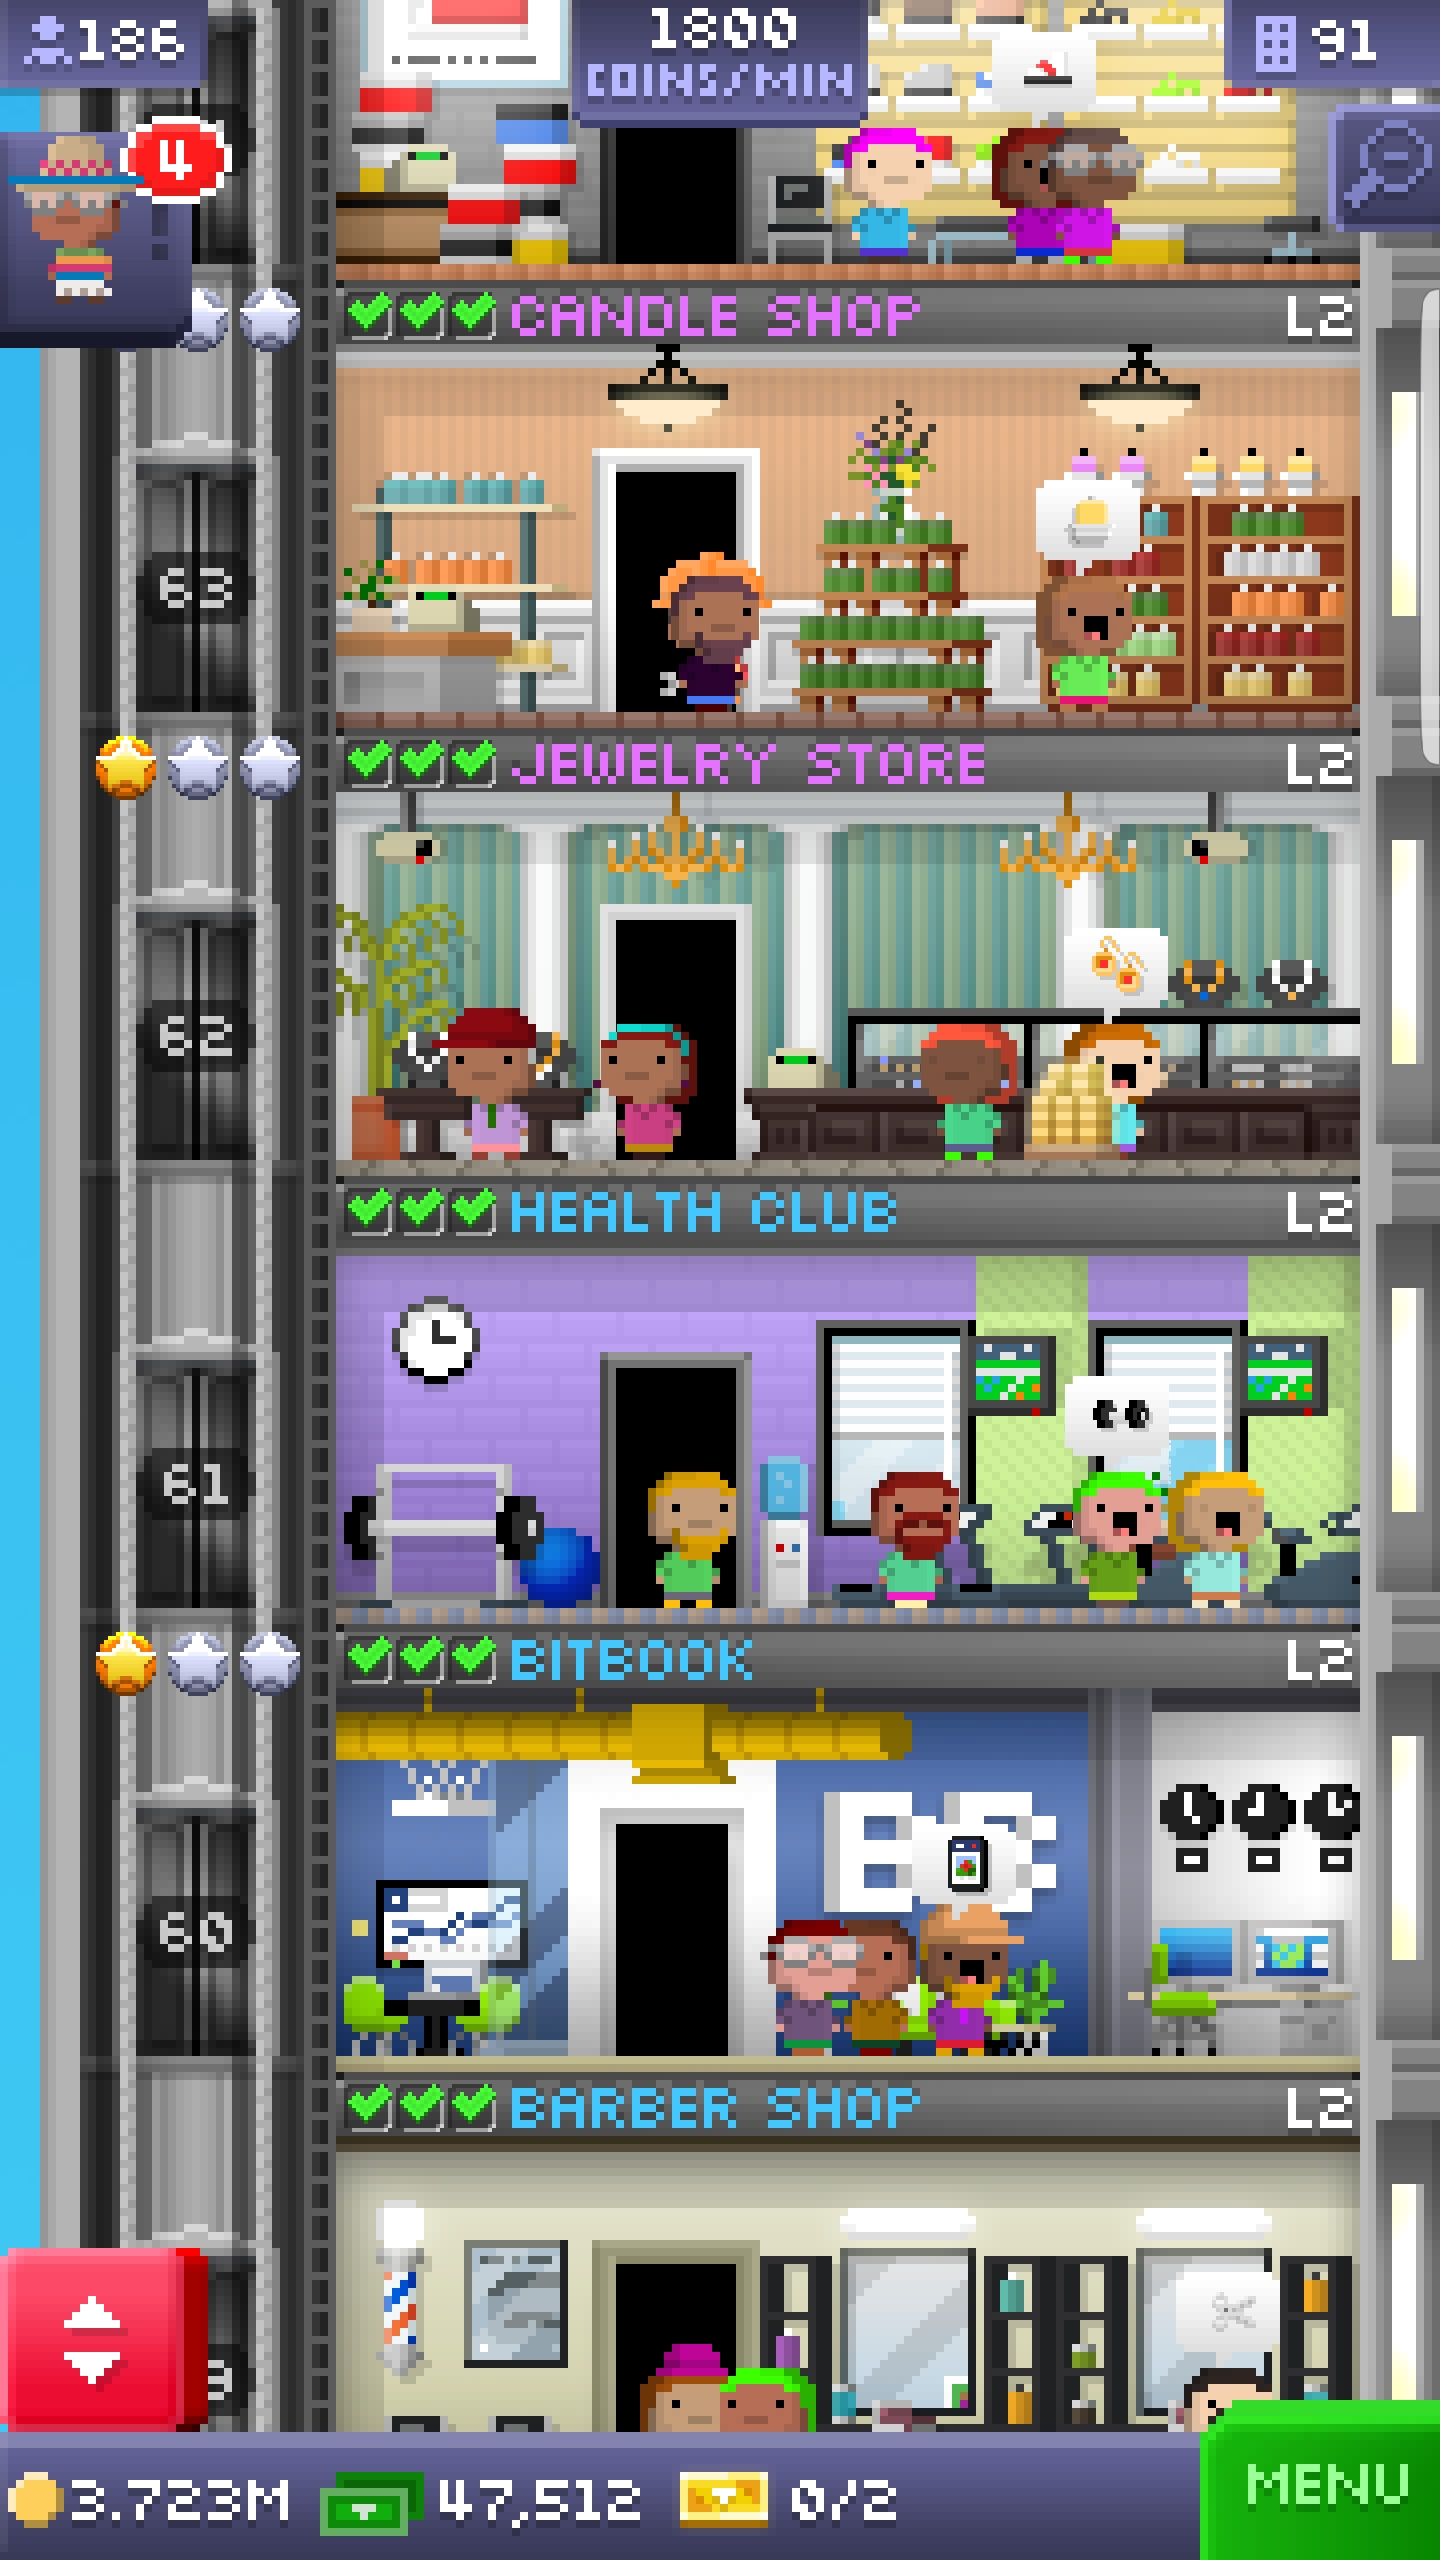 186
1800
COINS/MIN
91
4
CANDLE SHOP L2
63
JEWELRY STORE L2
62
HEALTH CLUB L2
61
BITBOOK L2
60
BARBER SHOP L2
3.723M 47,512 0/2 MENU